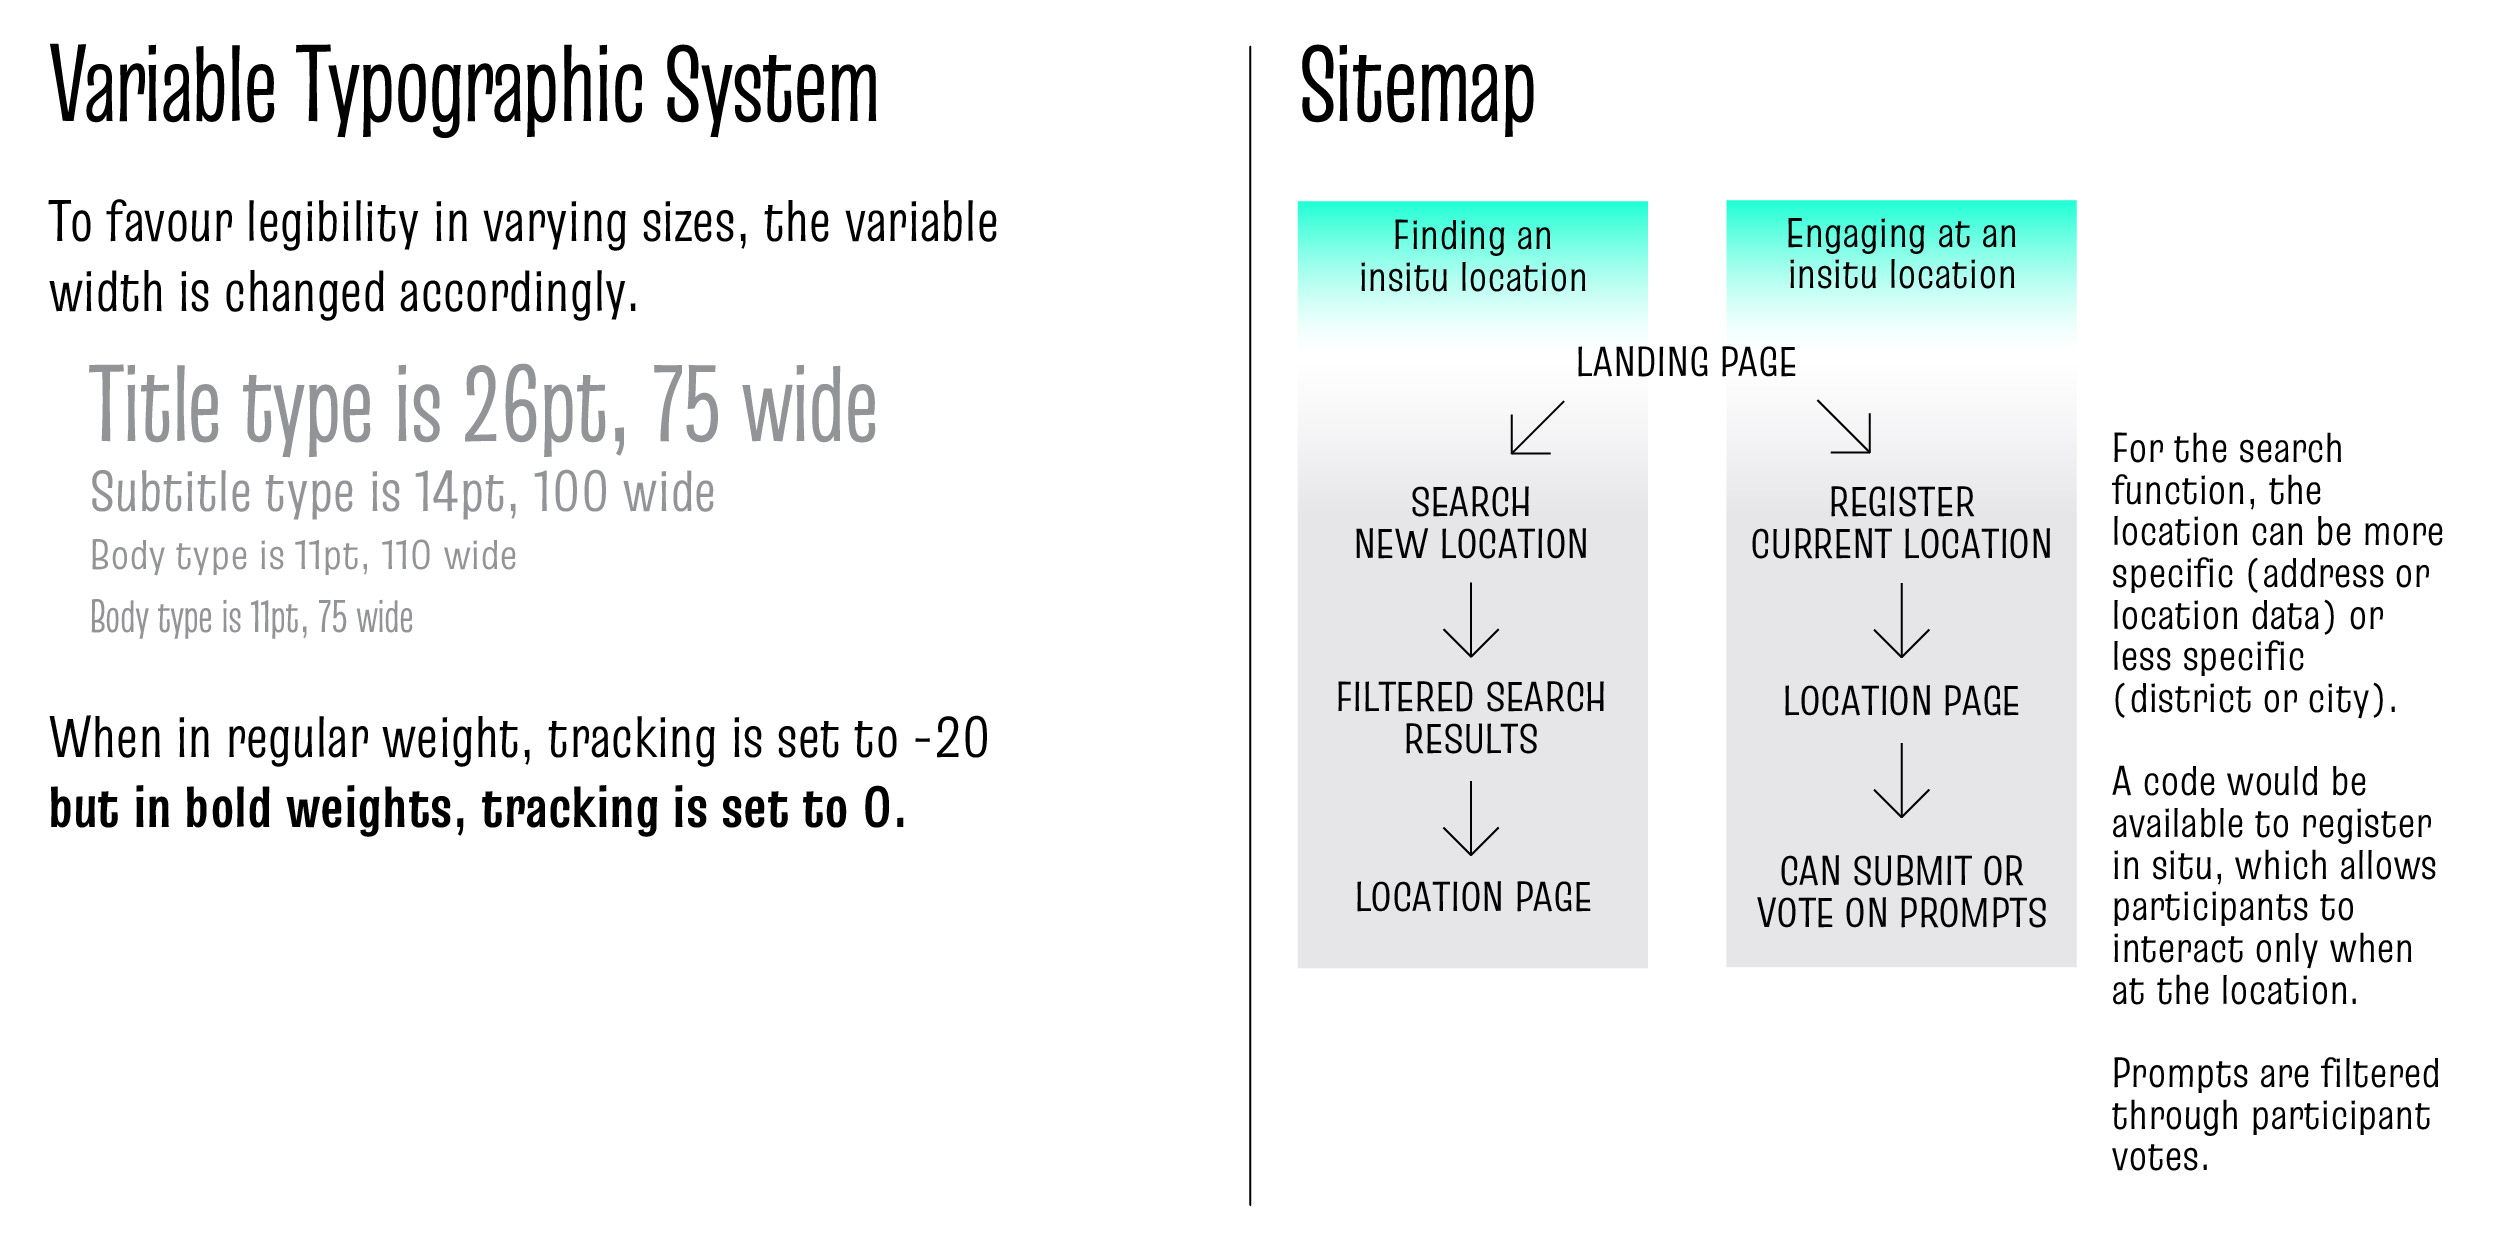 Variable Typographic System
To favour legibility in varying sizes, the variable
width is changed accordingly.
Title type is 26pt, 75 wide
Subtitle type is 14pt, 100 wide
Body type is 11pt, 110 wide
Body type is 11pt, 75 wide
When in regular weight, tracking is set to -20
but in bold weights, tracking is set to 0.
Sitemap
Finding an
insitu location
Engaging at an
insitu location
LANDING PAGE
SEARCH
NEW LOCATION
FILTERED SEARCH
RESULTS
LOCATION PAGE
REGISTER
CURRENT LOCATION
LOCATION PAGE
CAN SUBMIT OR
VOTE ON PROMPTS
For the search
function, the
location can be more
specific (address or
location data) or
less specific
(district or city).
A code would be
available to register
in situ, which allows
participants to
interact only when
at the location.
Prompts are filtered
through participant
votes.